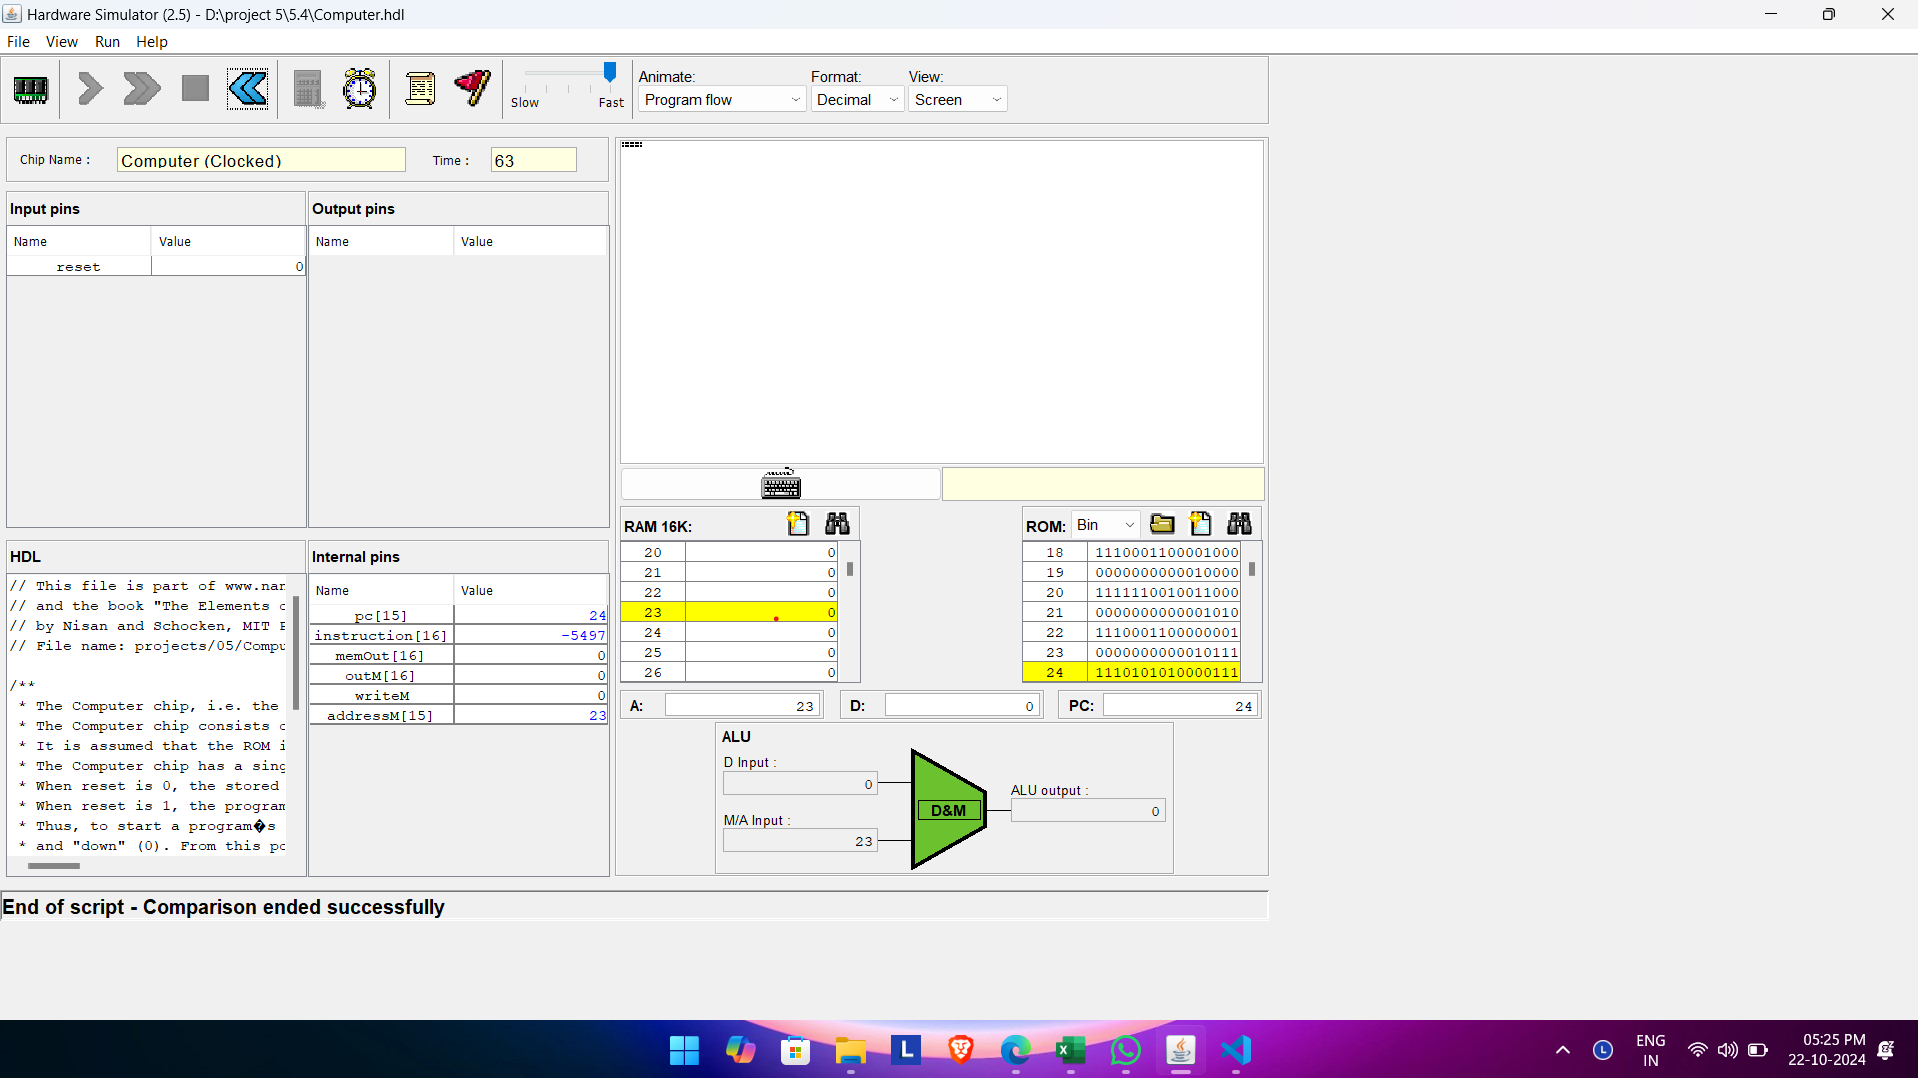 Hardware Simulator (2.5) - D:\project 5\5.4\Computer.hdl
File View Run Help
Slow Fast
Animate: Format: View:
Program flow Decimal Screen
Chip Name : Computer (Clocked) Time : 63
Input pins
Name Value
reset 0
Output pins
Name Value
HDL
// This file is part of www.nan
// and the book "The Elements o
// by Nisan and Schocken, MIT P
// File name: projects/05/Compu
/**
* The Computer chip, i.e. the
* The Computer chip consists o
* It is assumed that the ROM i
* The Computer chip has a sing
* When reset is 0, the stored
* When reset is 1, the program
* Thus, to start a program�s
* and "down" (0). From this po
Internal pins
Name Value
pc[15] 24
instruction[16] -5497
memOut[16] 0
outM[16] 0
writeM 0
addressM[15] 23
RAM 16K:
20 0
21 0
22 0
23 0
24 0
25 0
26 0
ROM: Bin
18 1110001100001000
19 0000000000010000
20 1111110010011000
21 0000000000001010
22 1110001100000001
23 0000000000010111
24 1110101010000111
A: 23 D: 0 PC: 24
ALU
D Input :
0
M/A Input :
23
D&M
ALU output :
0
End of script - Comparison ended successfully
L
L
ENG
IN
05:25 PM
22-10-2024